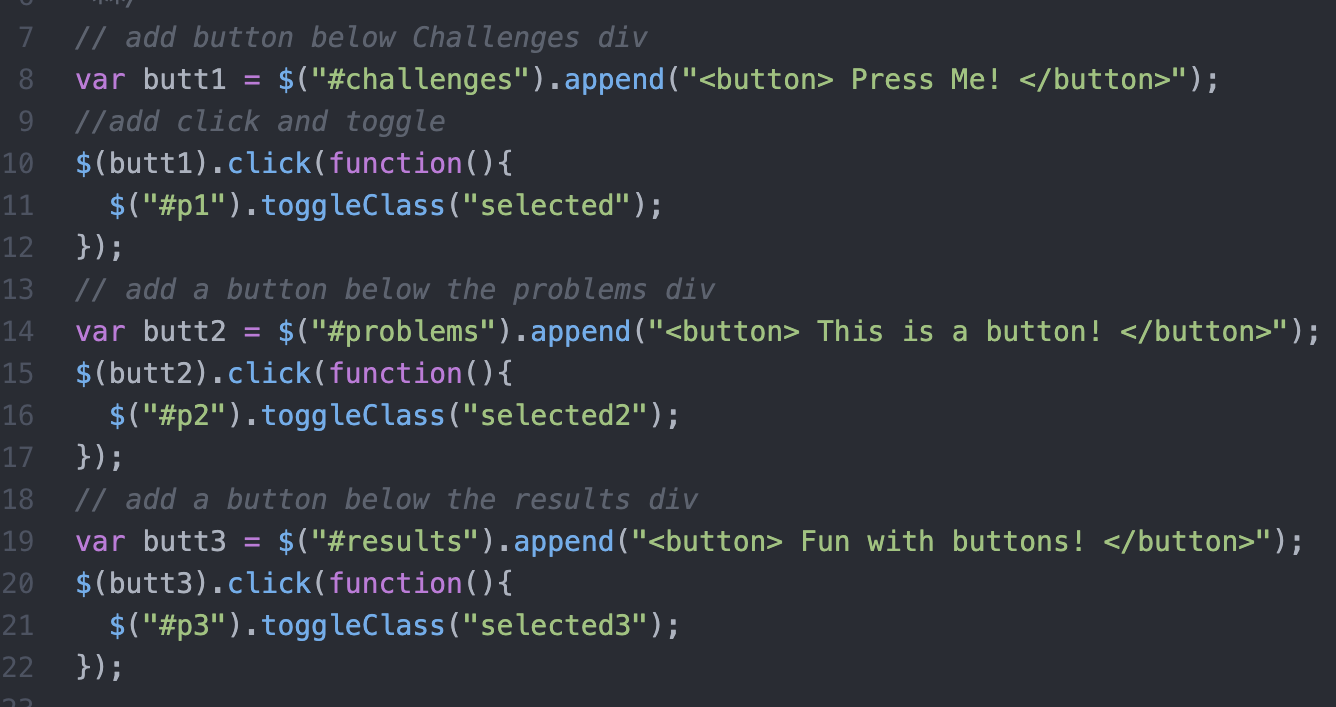 7 // add button below Challenges div
8 var butt1 = $("#challenges").append("<button> Press Me! </button>");
9 //add click and toggle
10 $(butt1).click(function(){
11 $("#p1").toggleClass("selected");
12 });
13 // add a button below the problems div
14 var butt2 = $("#problems").append("<button> This is a button! </button>");
15 $(butt2).click(function(){
16 $("#p2").toggleClass("selected2");
17 });
18 // add a button below the results div
19 var butt3 = $("#results").append("<button> Fun with buttons! </button>");
20 $(butt3).click(function(){
21 $("#p3").toggleClass("selected3");
22 });